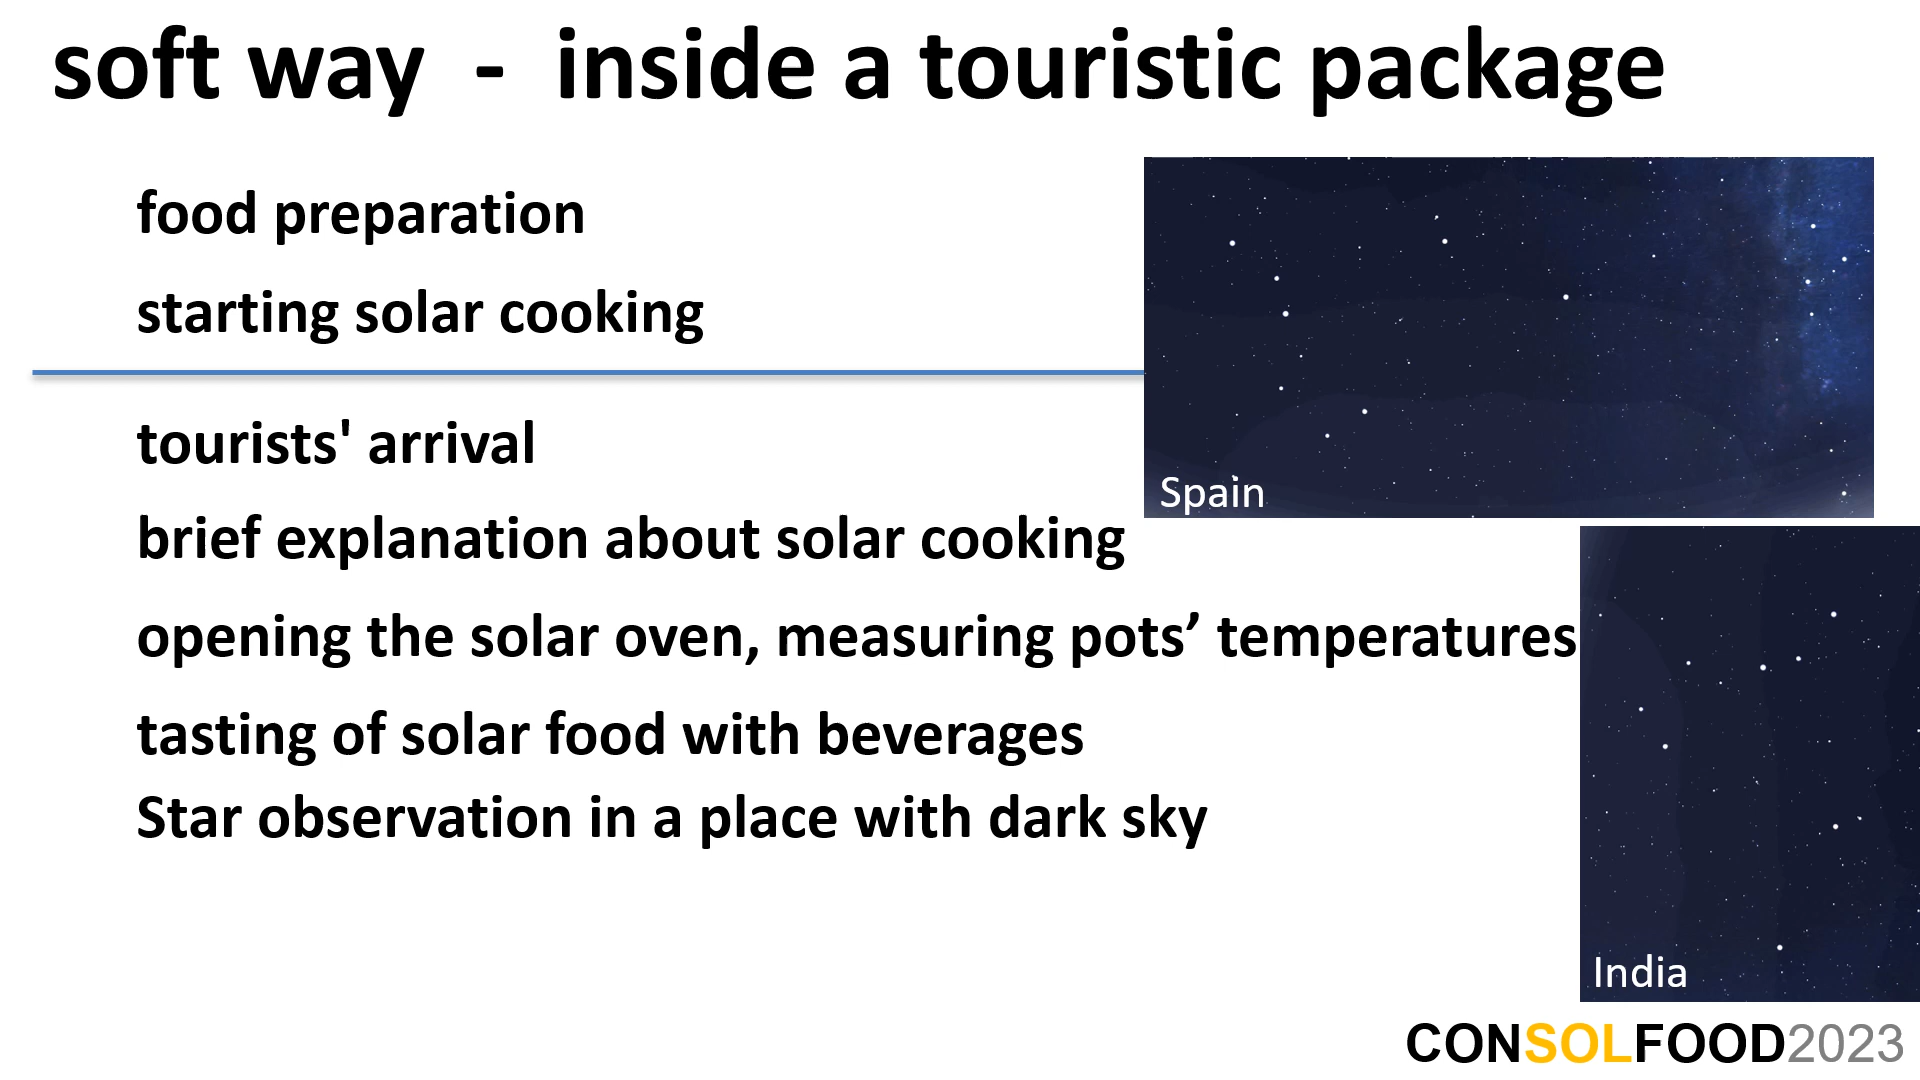 soft way - inside a touristic package
food preparation
starting solar cooking
tourists' arrival
brief explanation about solar cooking
opening the solar oven, measuring pots’ temperatures
tasting of solar food with beverages
Star observation in a place with dark sky
Spain
India
CONSOLFOOD2023